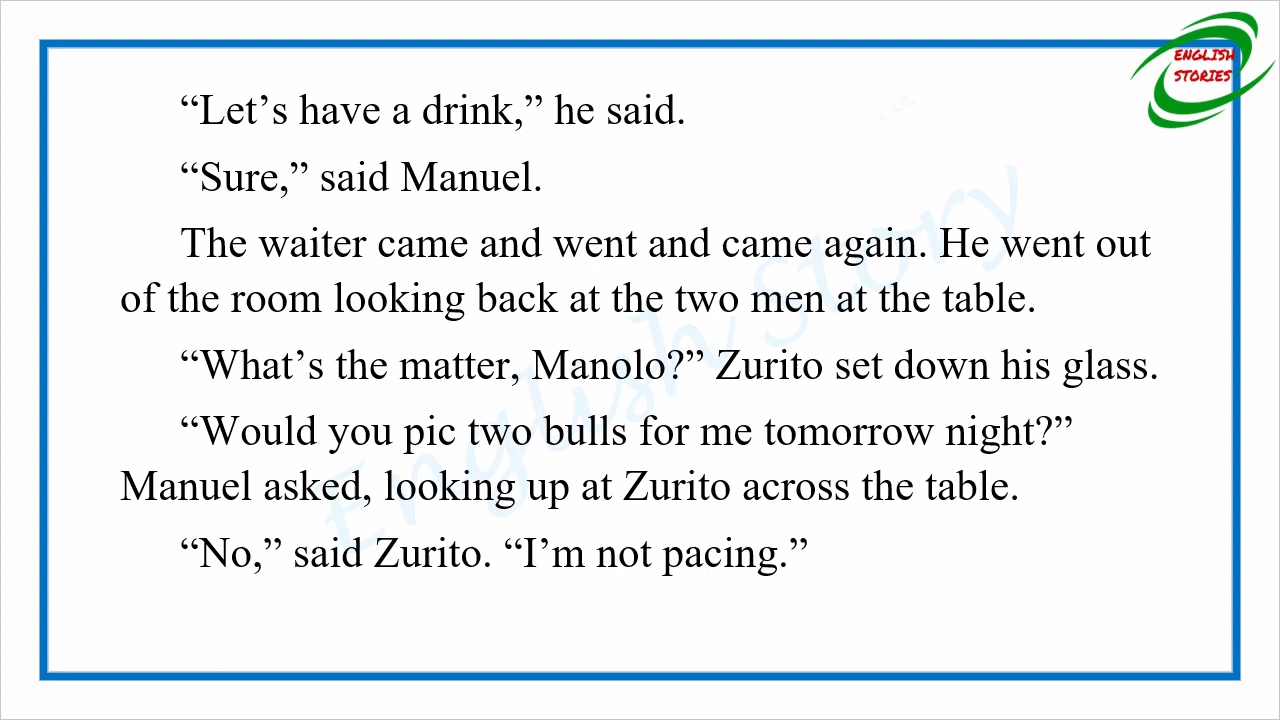 ENGLISH
STORIES
“Let’s have a drink,” he said.
“Sure,” said Manuel.
The waiter came and went and came again. He went out
of the room looking back at the two men at the table.
“What’s the matter, Manolo?” Zurito set down his glass.
“Would you pic two bulls for me tomorrow night?”
Manuel asked, looking up at Zurito across the table.
“No,” said Zurito. “I’m not pacing.”
English Story